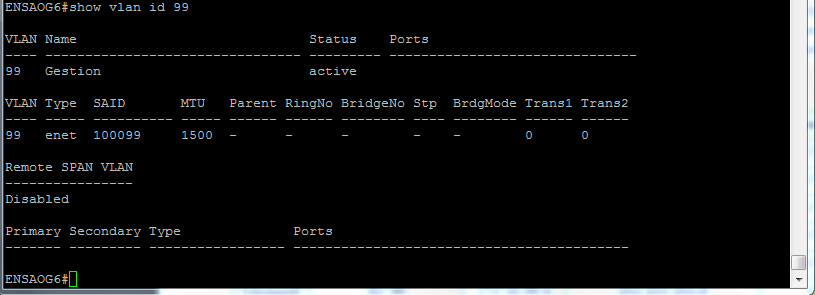 ENSAOG6#show vlan id 99
VLAN Name                             Status    Ports
---- -------------------------------- --------- -------------------------------
99   Gestion                          active
VLAN Type  SAID       MTU   Parent RingNo BridgeNo Stp  BrdgMode Trans1 Trans2
---- ----- ---------- ----- ------ ------ -------- ---- -------- ------ ------
99   enet  100099     1500  -      -      -        -    -        0      0
Remote SPAN VLAN
----------------
Disabled
Primary Secondary Type              Ports
------- --------- ----------------- ------------------------------------------
ENSAOG6#